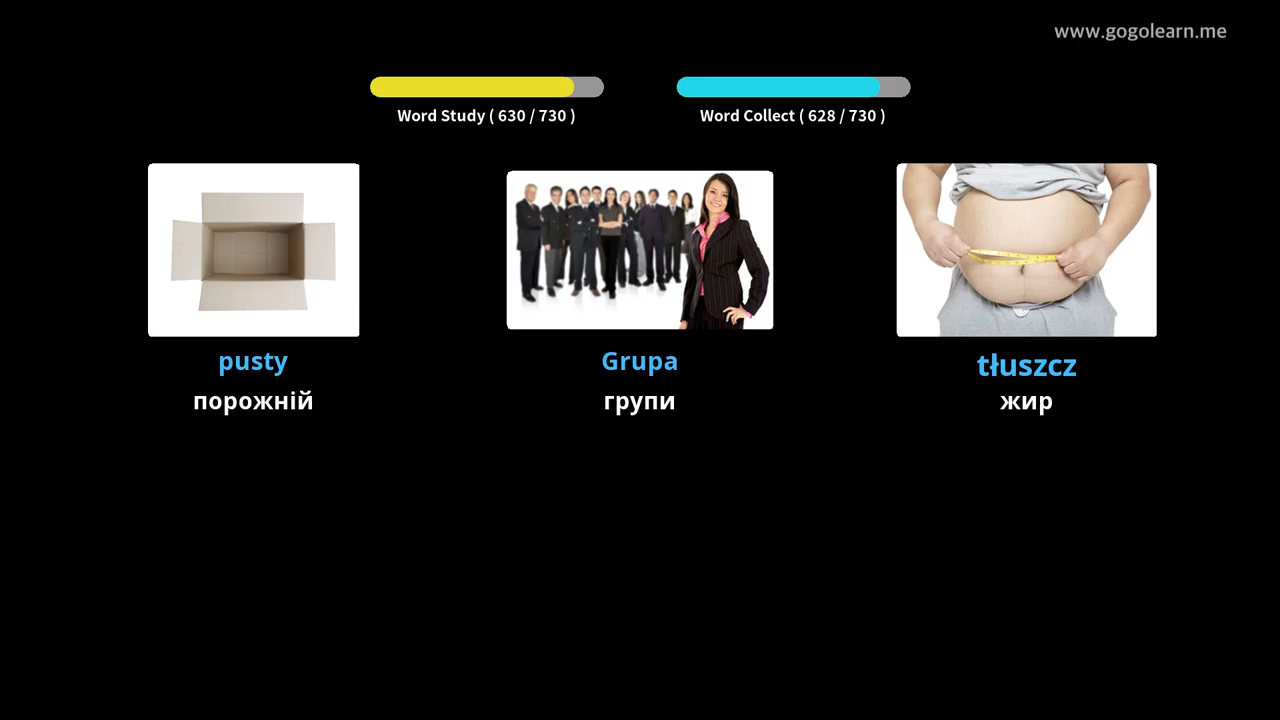 www.gogolearn.me
Word Study ( 630 / 730 )
Word Collect ( 628 / 730 )
pusty
Grupa
tłuszcz
порожній
групи
жир